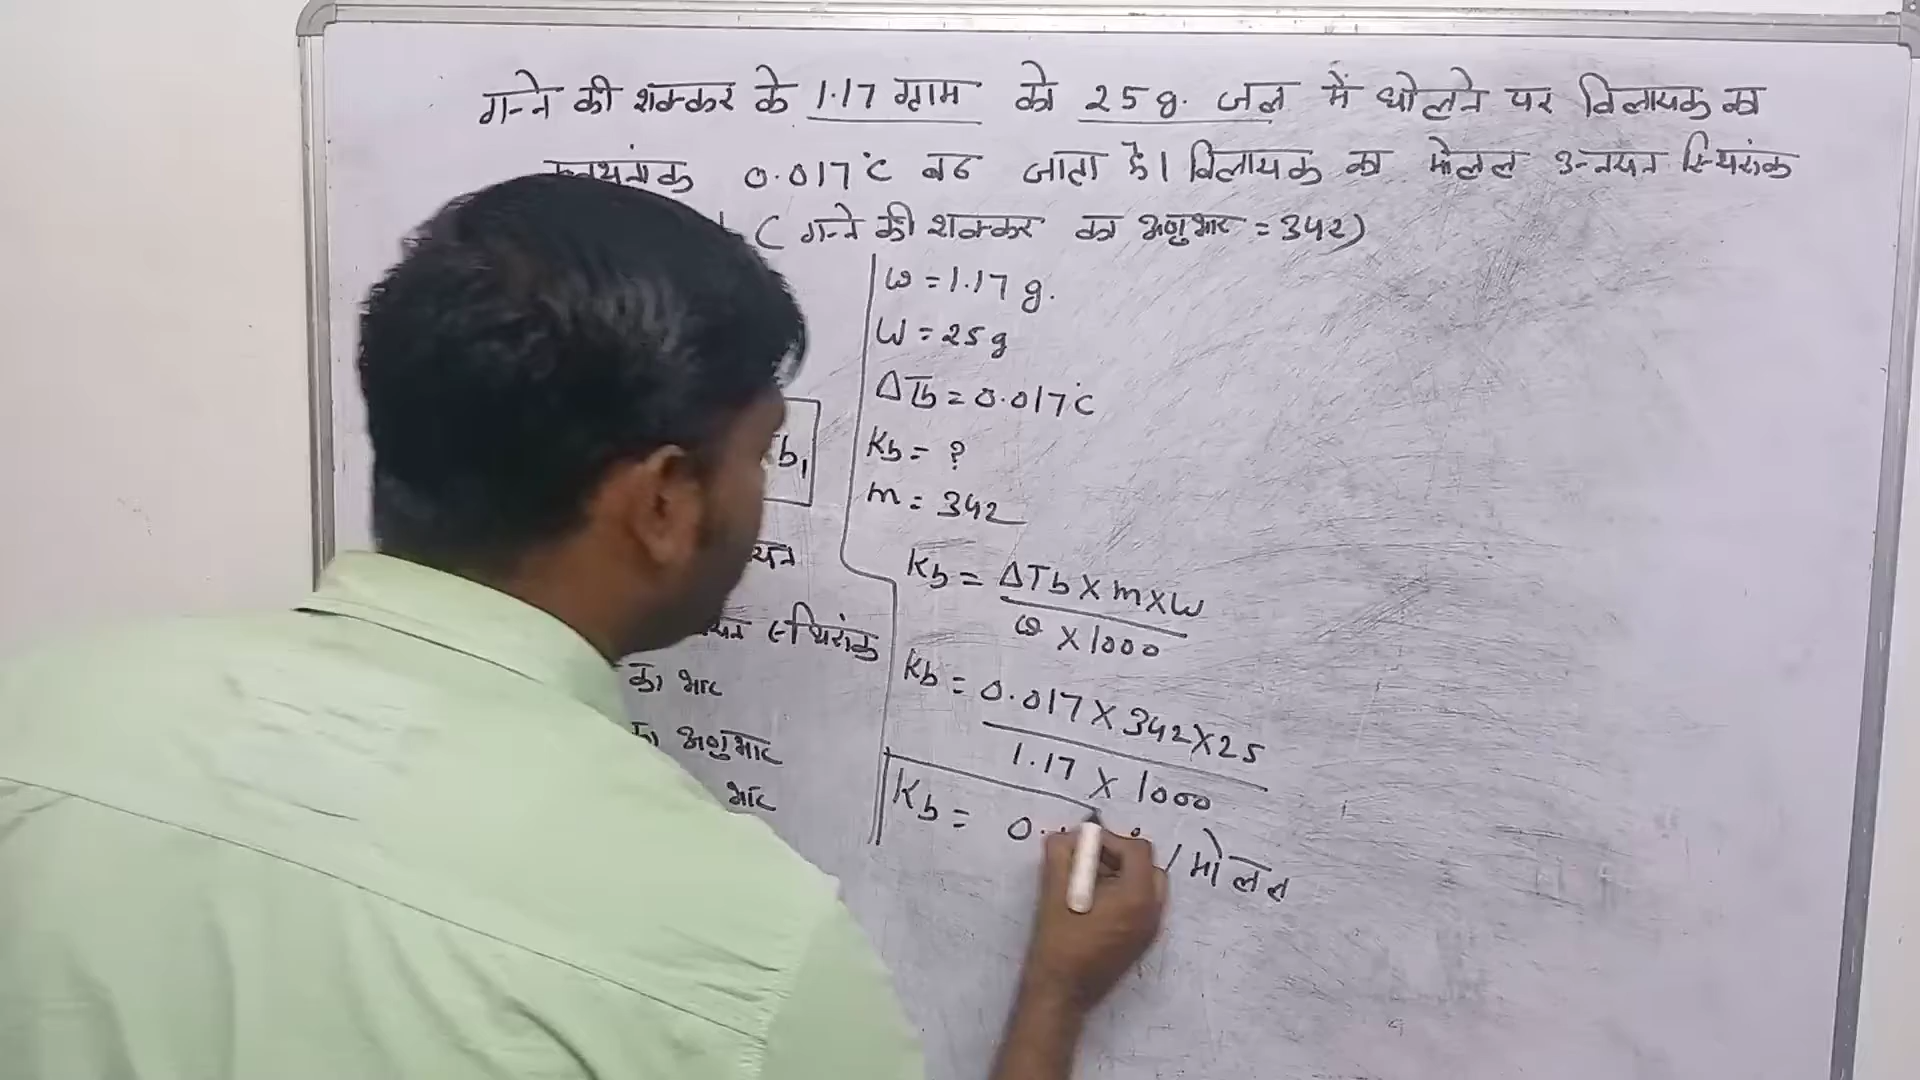 गन्ने की शक्कर के 1.17 ग्राम को 25 g. जल में घोलने पर विलायक का
0.017°C बढ जाता है। विलायक का मोलल उन्नयन स्थिरांक
( गन्ने की शक्कर का अणुभार = 342)
w = 1.17 g.
W = 25 g
ΔTb = 0.017°C
Kb = ?
m = 342
Kb = ΔTb X m X W
w X 1000
Kb = 0.017 X 342 X 25
1.17 X 1000
Kb = 0. / मोलल
b,
स्थिरांक
का भार
का अणुभार
भार